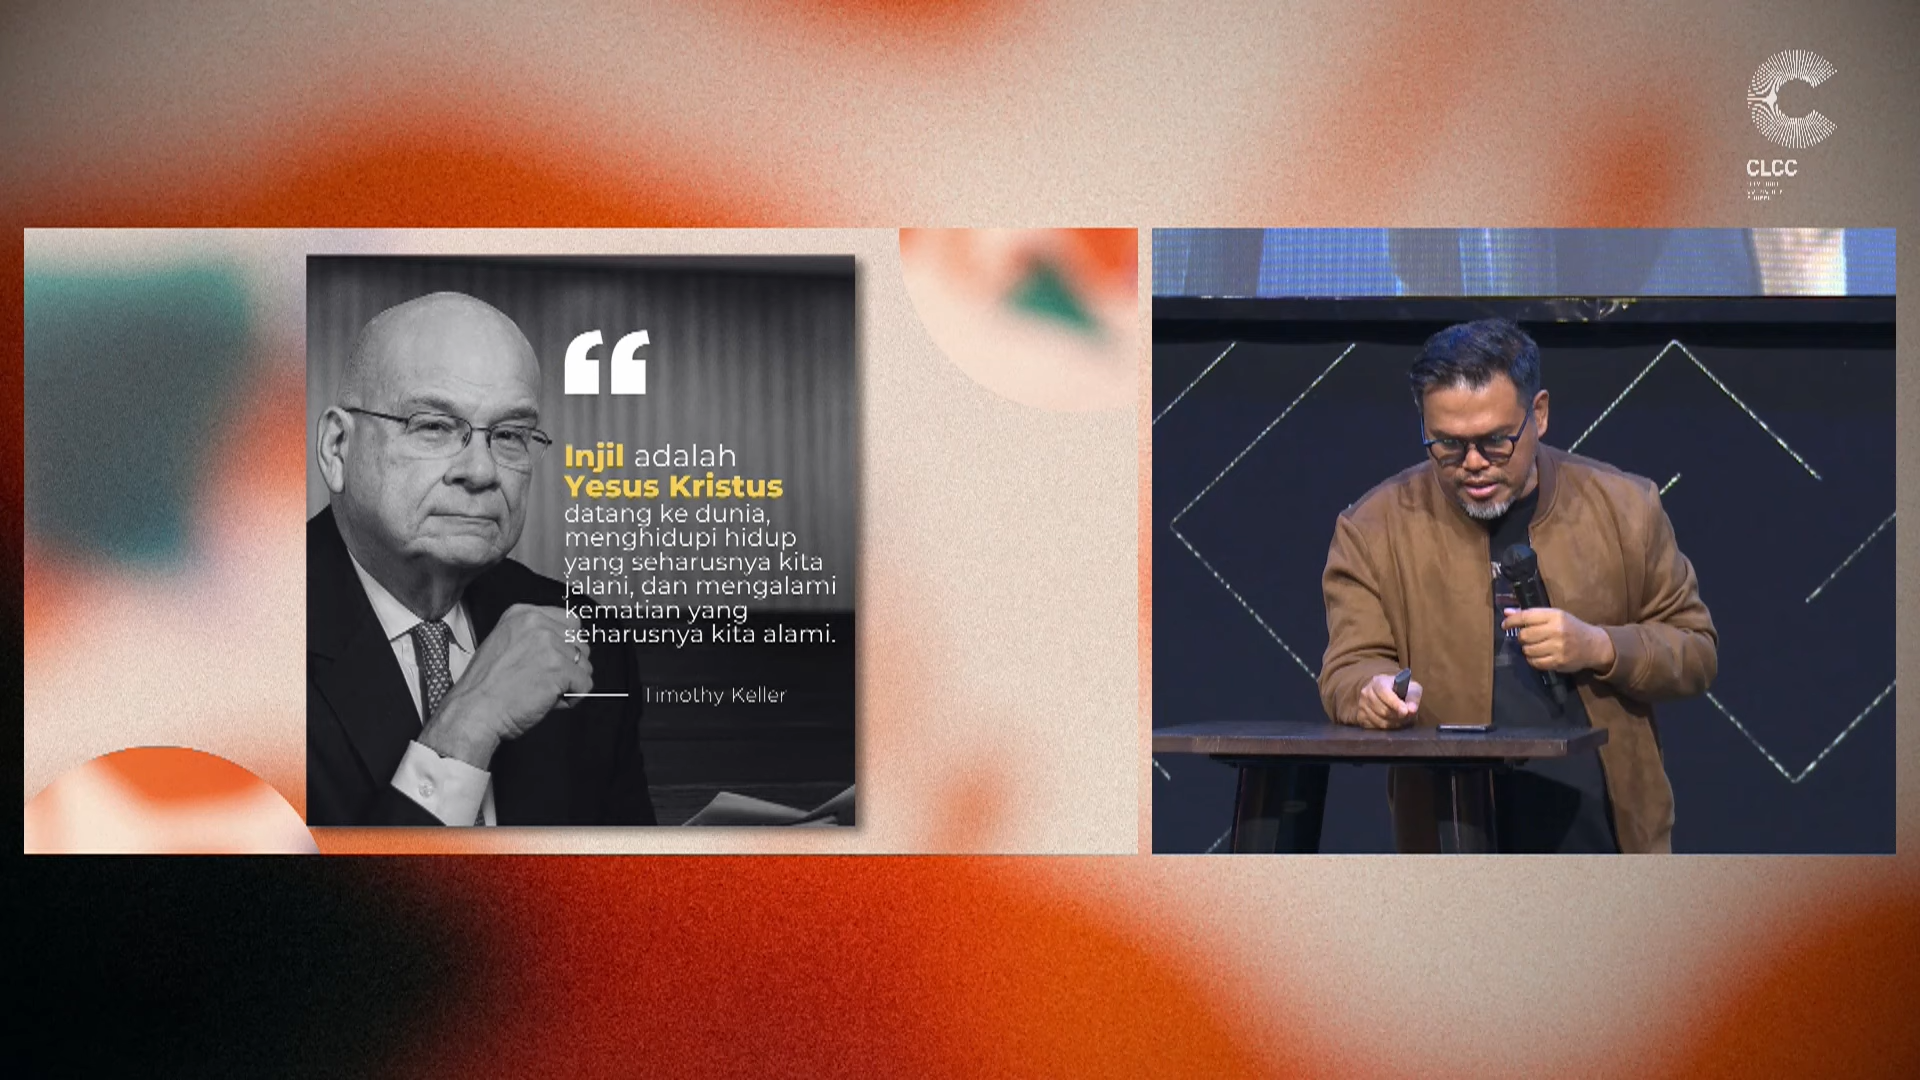 CLCC
Injil adalah
Yesus Kristus
datang ke dunia,
menghidupi hidup
yang seharusnya kita
jalani, dan mengalami
kematian yang
seharusnya kita alami.
Timothy Keller